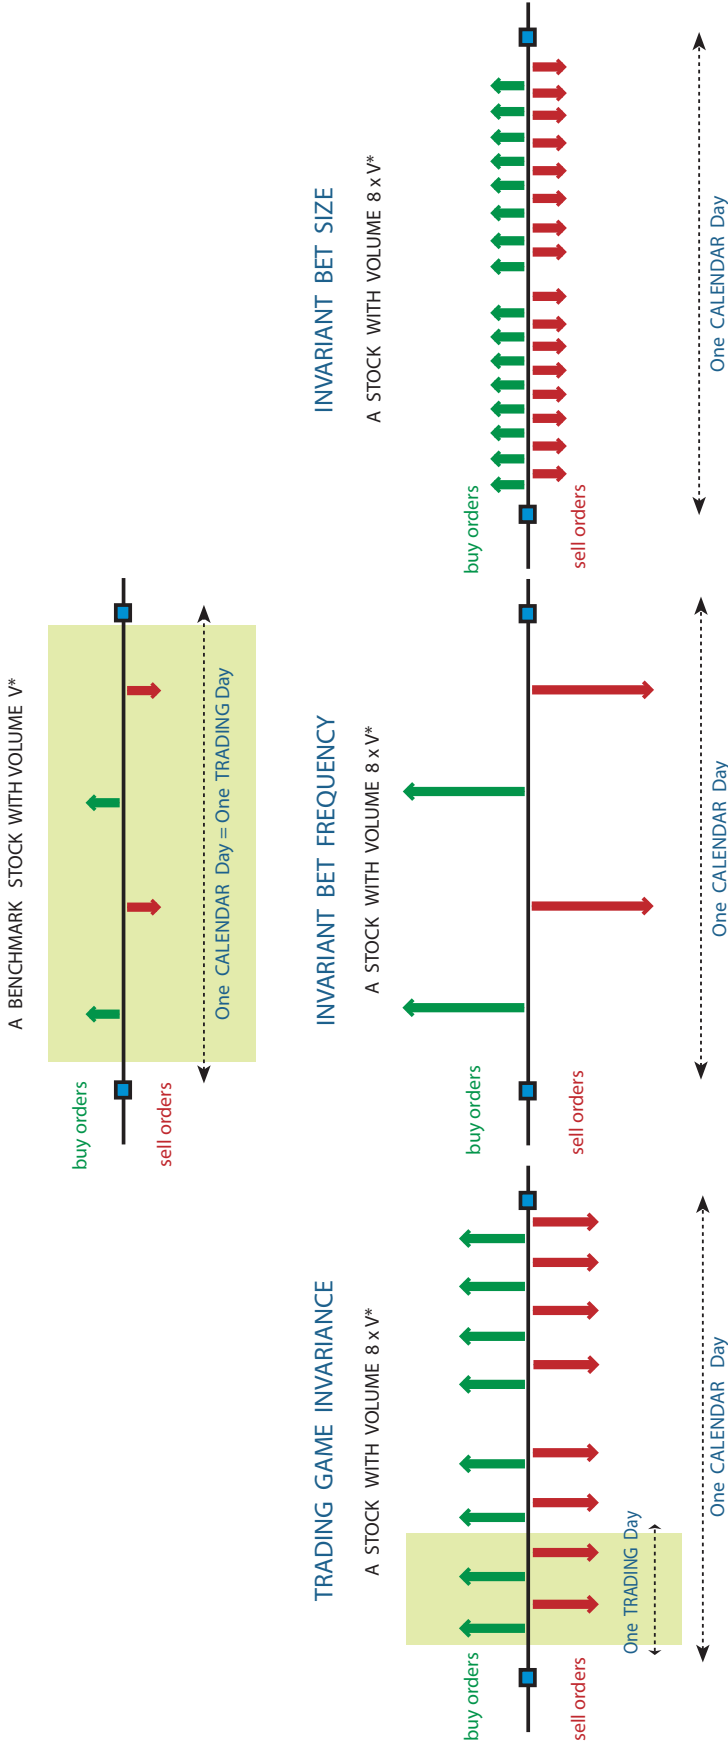 A BENCHMARK STOCK WITH VOLUME V*
buy orders
sell orders
One CALENDAR Day = One TRADING Day
TRADING GAME INVARIANCE
A STOCK WITH VOLUME 8 x V*
buy orders
sell orders
One TRADING Day
One CALENDAR Day
INVARIANT BET FREQUENCY
A STOCK WITH VOLUME 8 x V*
buy orders
sell orders
One CALENDAR Day
INVARIANT BET SIZE
A STOCK WITH VOLUME 8 x V*
buy orders
sell orders
One CALENDAR Day